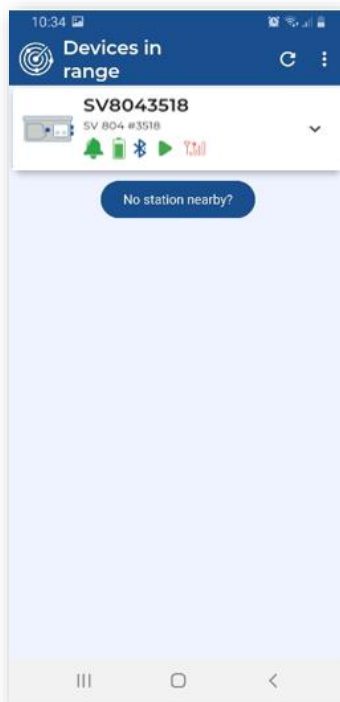 10:34
Devices in
range
SV8043518
SV 804 #3518
No station nearby?